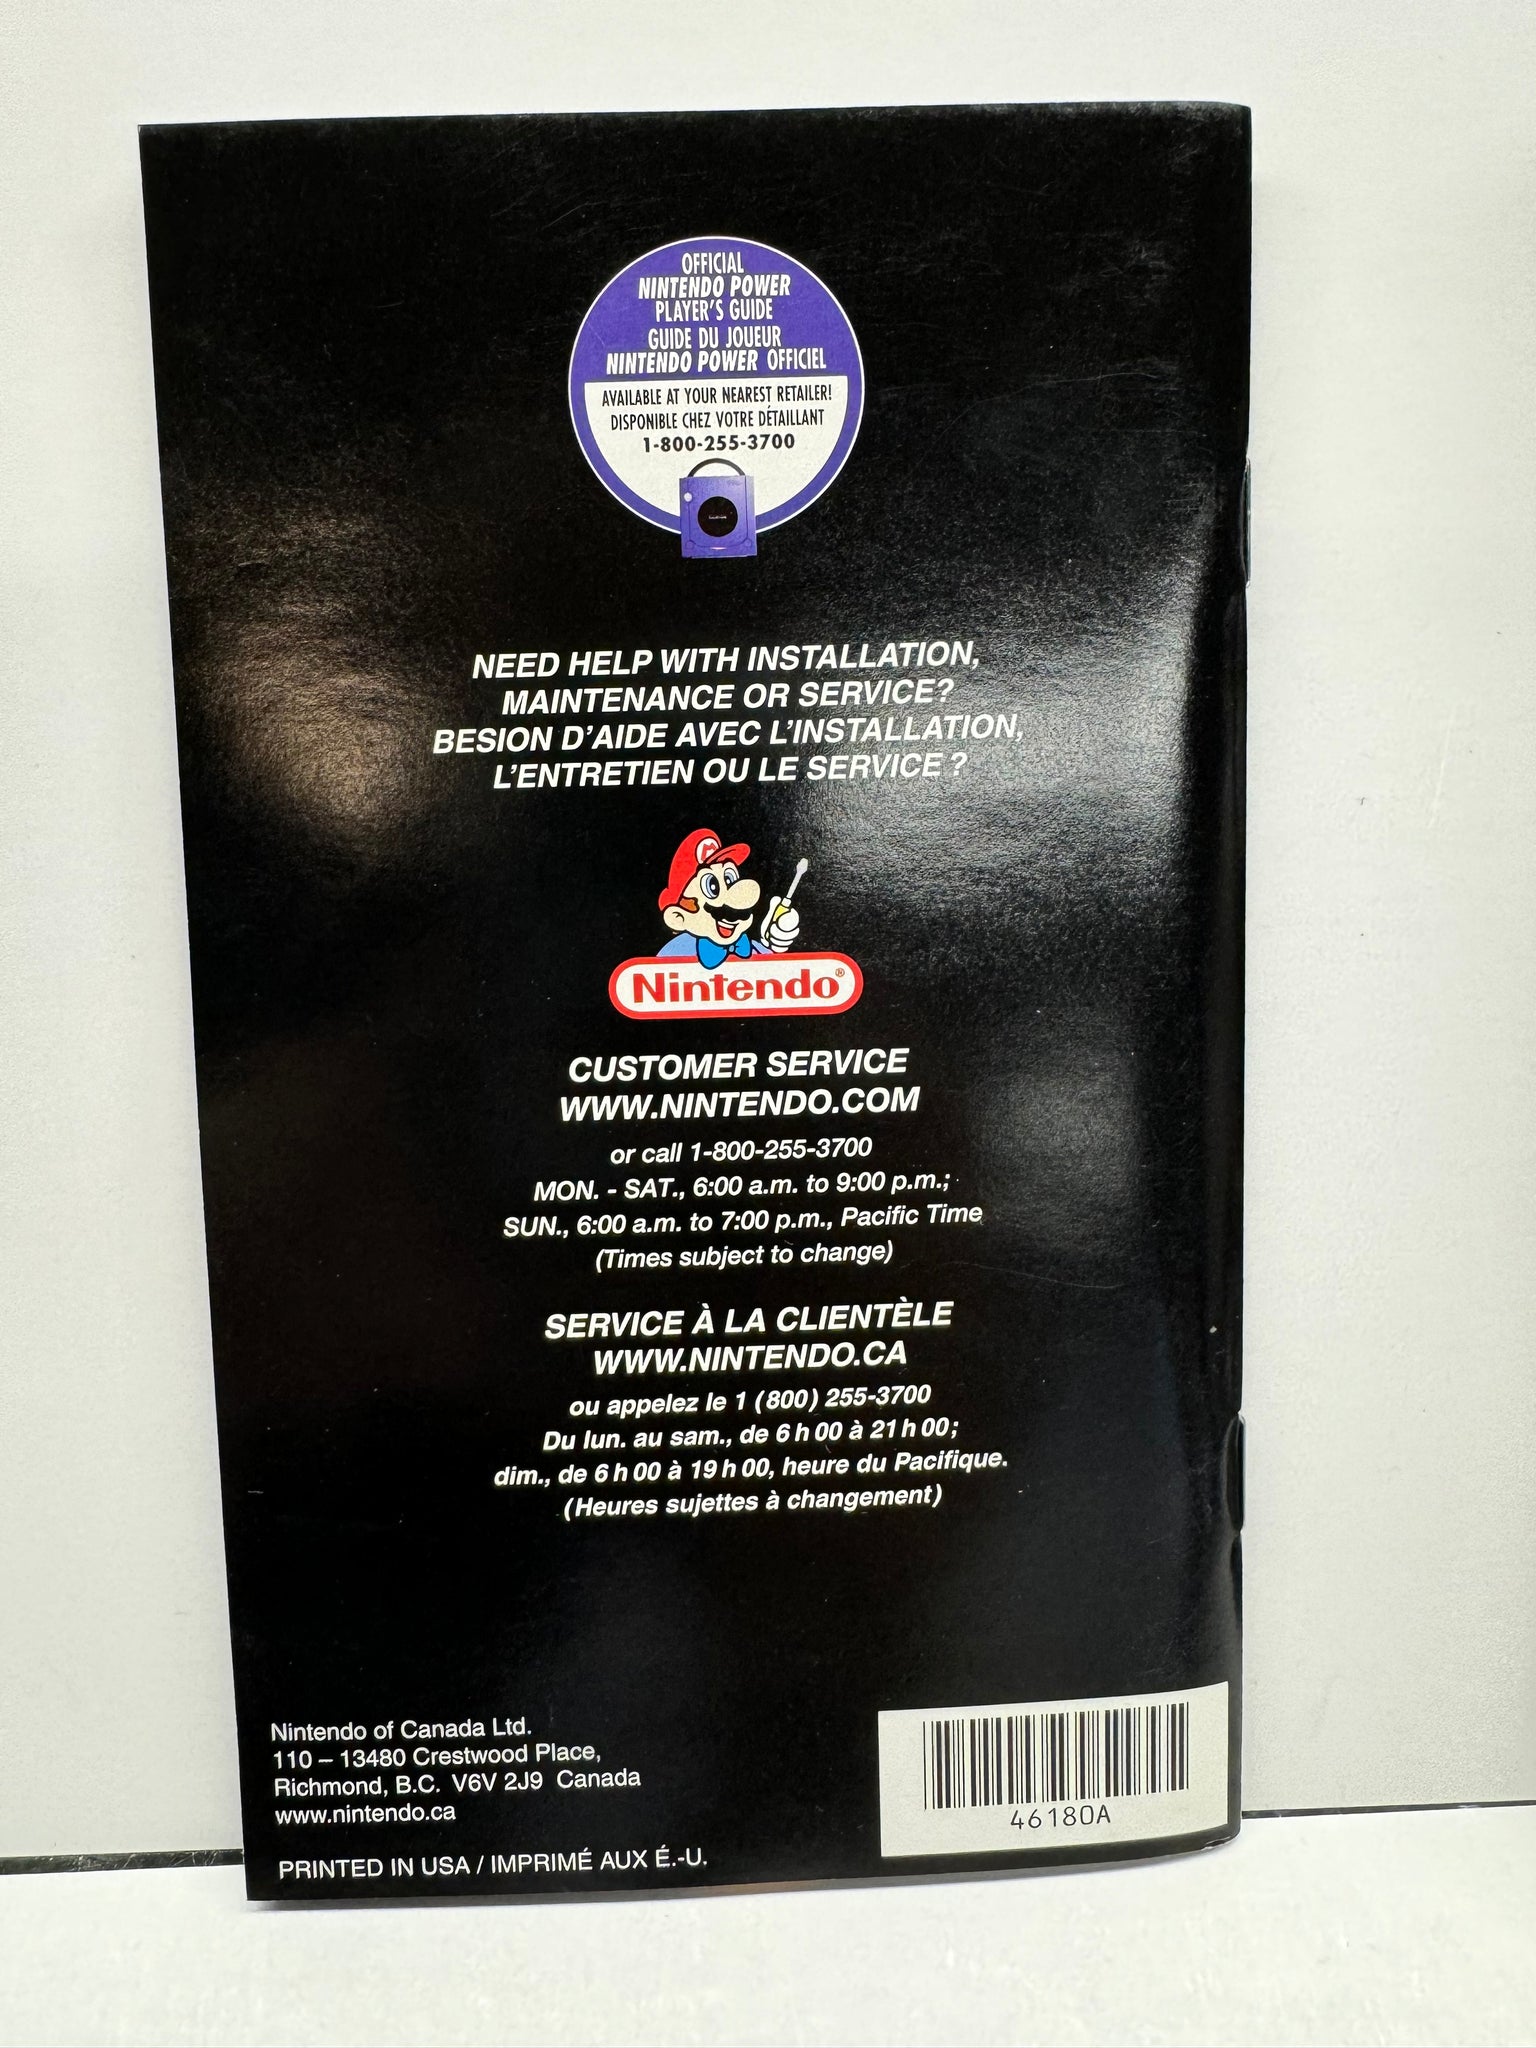 OFFICIAL
NINTENDO POWER
PLAYER'S GUIDE
GUIDE DU JOUEUR
NINTENDO POWER OFFICIEL
AVAILABLE AT YOUR NEAREST RETAILER!
DISPONIBLE CHEZ VOTRE DÉTAILLANT
1-800-255-3700
NEED HELP WITH INSTALLATION,
MAINTENANCE OR SERVICE?
BESION D'AIDE AVEC L'INSTALLATION,
L'ENTRETIEN OU LE SERVICE ?
M
Nintendo®
CUSTOMER SERVICE
WWW.NINTENDO.COM
or call 1-800-255-3700
MON. - SAT., 6:00 a.m. to 9:00 p.m.;
SUN., 6:00 a.m. to 7:00 p.m., Pacific Time
(Times subject to change)
SERVICE À LA CLIENTÈLE
WWW.NINTENDO.CA
ou appelez le 1 (800) 255-3700
Du lun. au sam., de 6 h 00 à 21 h 00;
dim., de 6 h 00 à 19 h 00, heure du Pacifique.
(Heures sujettes à changement)
Nintendo of Canada Ltd.
110 – 13480 Crestwood Place,
Richmond, B.C. V6V 2J9 Canada
www.nintendo.ca
PRINTED IN USA / IMPRIMÉ AUX É.-U.
46180A